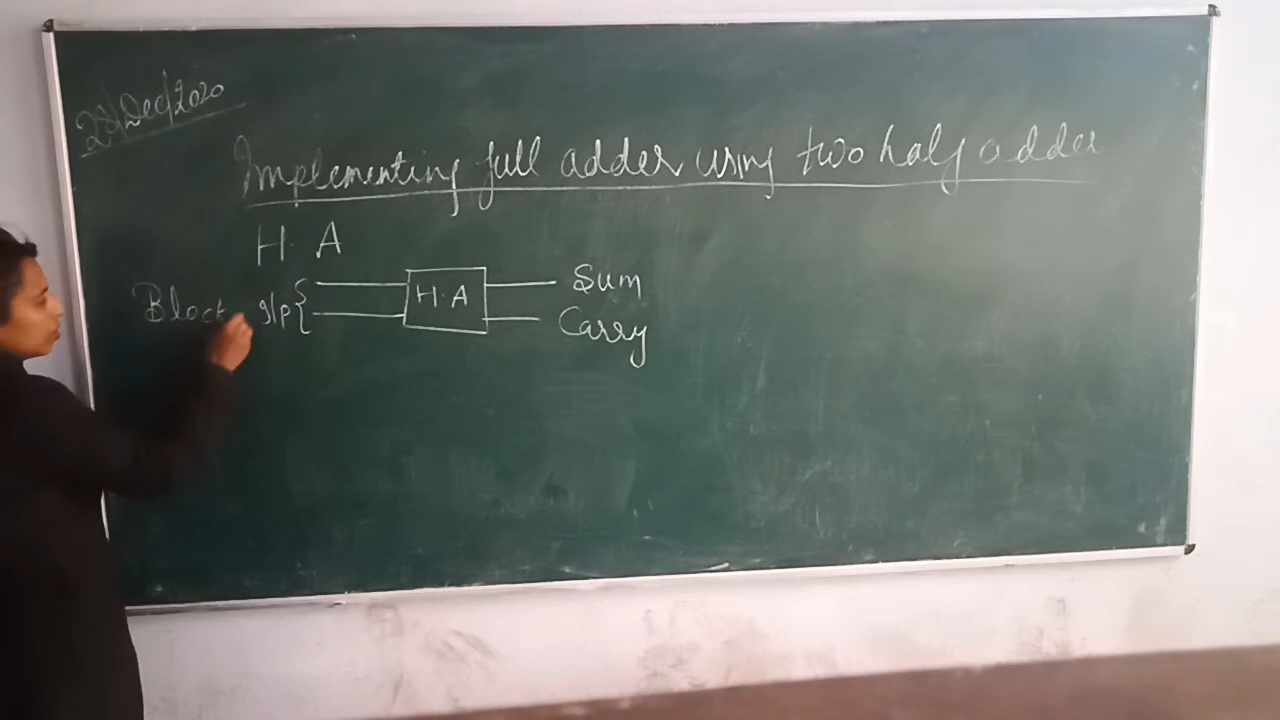 28/Dec/2020
Implementing full adder using two half adder
H. A
Block I/p { H.A Sum
Carry